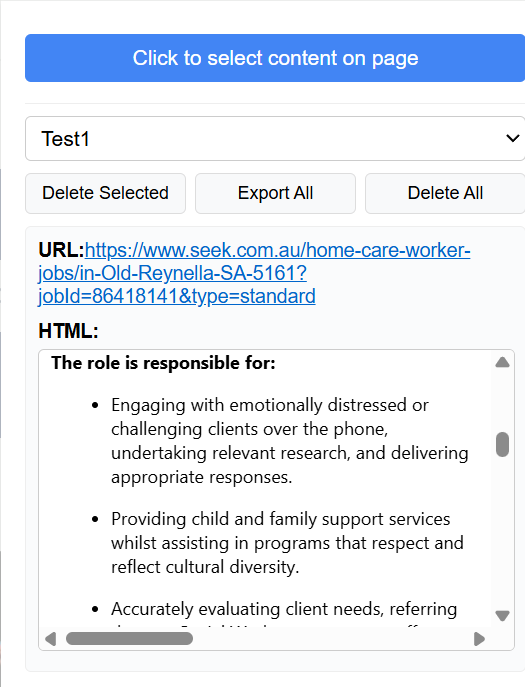 Click to select content on page
Test1
Delete Selected
Export All
Delete All
URL:https://www.seek.com.au/home-care-worker-
jobs/in-Old-Reynella-SA-5161?
jobId=86418141&type=standard
HTML:
The role is responsible for:
• Engaging with emotionally distressed or
challenging clients over the phone,
undertaking relevant research, and delivering
appropriate responses.
• Providing child and family support services
whilst assisting in programs that respect and
reflect cultural diversity.
• Accurately evaluating client needs, referring